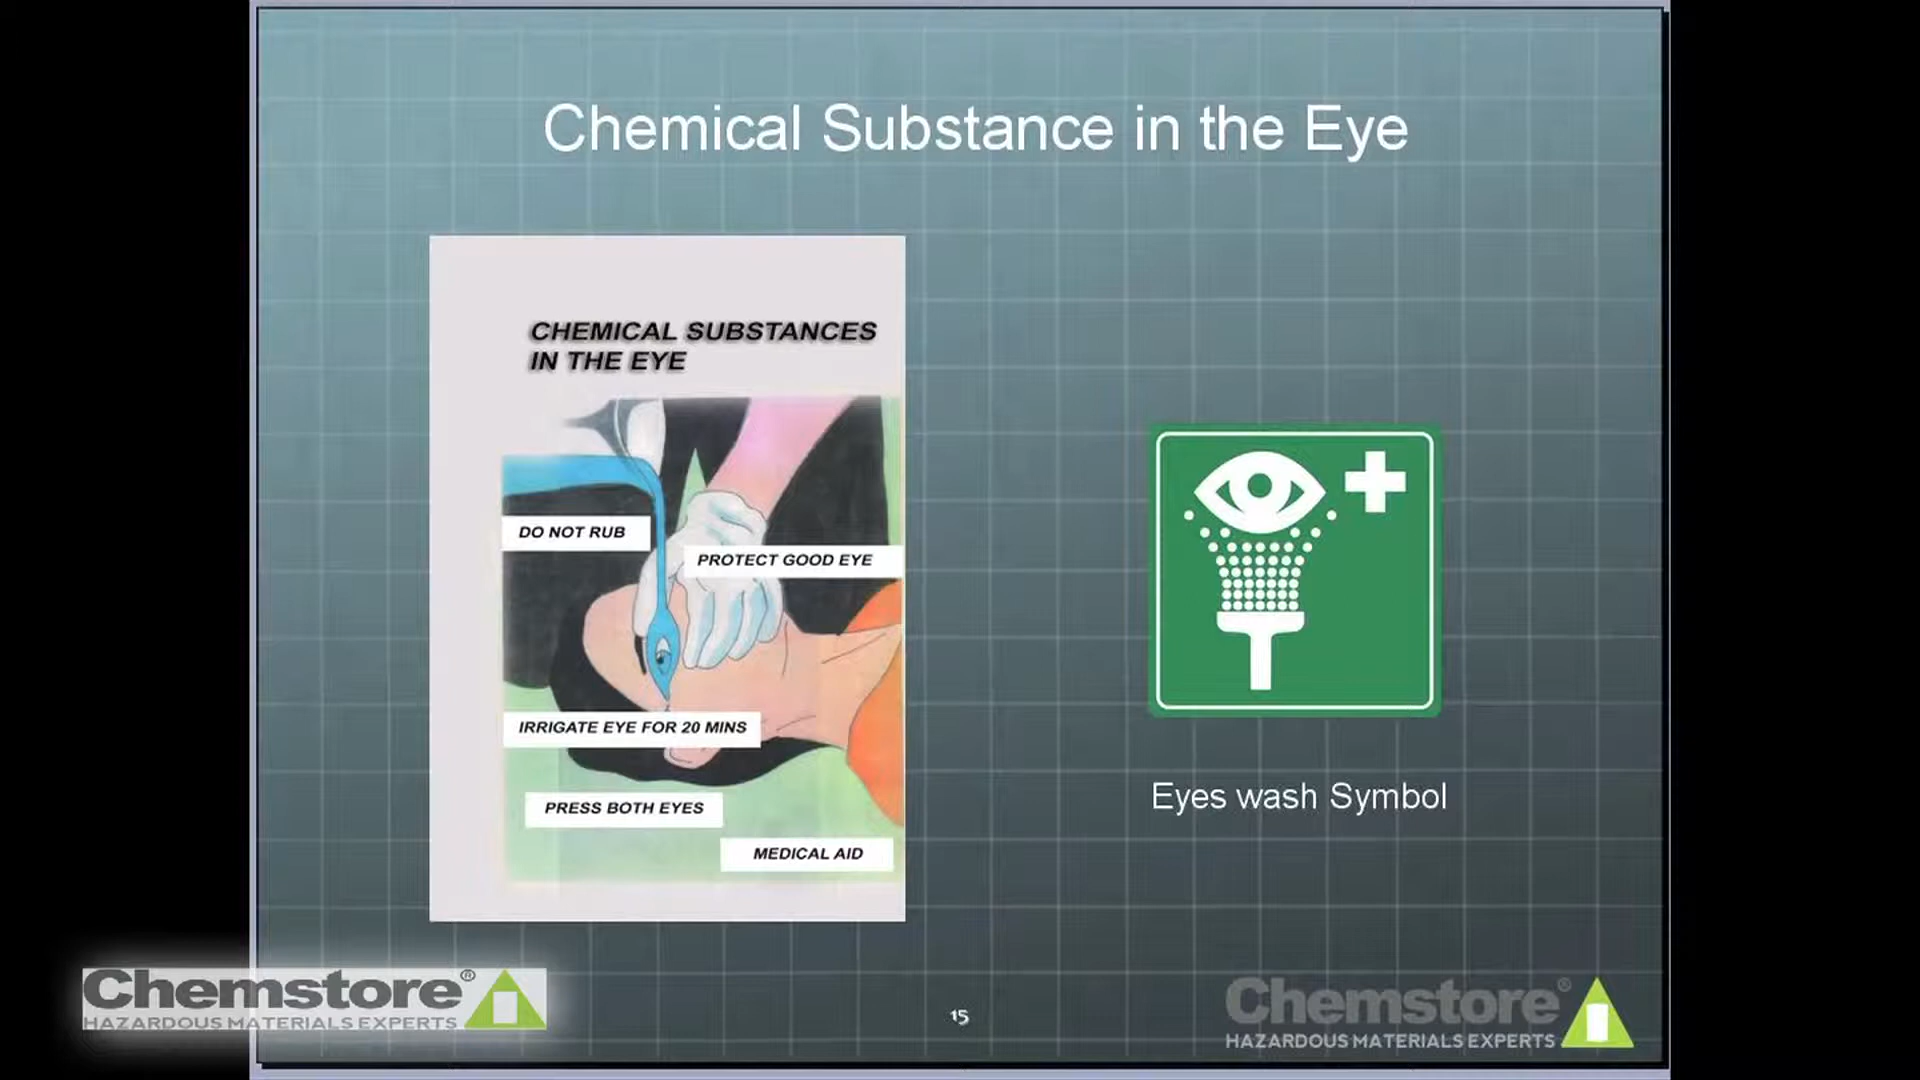 Chemical Substance in the Eye
CHEMICAL SUBSTANCES
IN THE EYE
DO NOT RUB
PROTECT GOOD EYE
IRRIGATE EYE FOR 20 MINS
PRESS BOTH EYES
MEDICAL AID
Eyes wash Symbol
Chemstore®
HAZARDOUS MATERIALS EXPERTS
15
Chemstore®
HAZARDOUS MATERIALS EXPERTS